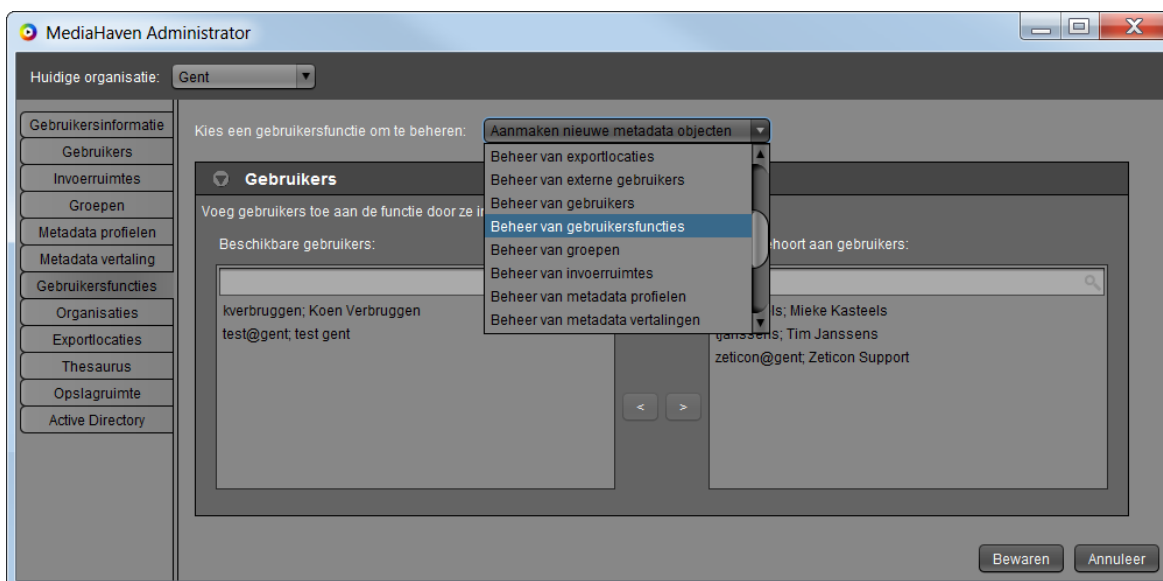 MediaHaven Administrator
Huidige organisatie: Gent
Gebruikersinformatie
Gebruikers
Invoerruimtes
Groepen
Metadata profielen
Metadata vertaling
Gebruikersfuncties
Organisaties
Exportlocaties
Thesaurus
Opslagruimte
Active Directory
Kies een gebruikersfunctie om te beheren: Aanmaken nieuwe metadata objecten
Beheer van exportlocaties
Beheer van externe gebruikers
Beheer van gebruikers
Beheer van gebruikersfuncties
Beheer van groepen
Beheer van invoerruimtes
Beheer van metadata profielen
Beheer van metadata vertalingen
Gebruikers
Voeg gebruikers toe aan de functie door ze
Beschikbare gebruikers:
kverbruggen; Koen Verbruggen
test@gent; test gent
< >
aan gebruikers:
Mieke Kasteels
tjanssens; Tim Janssens
zeticon@gent; Zeticon Support
Bewaren Annuleer